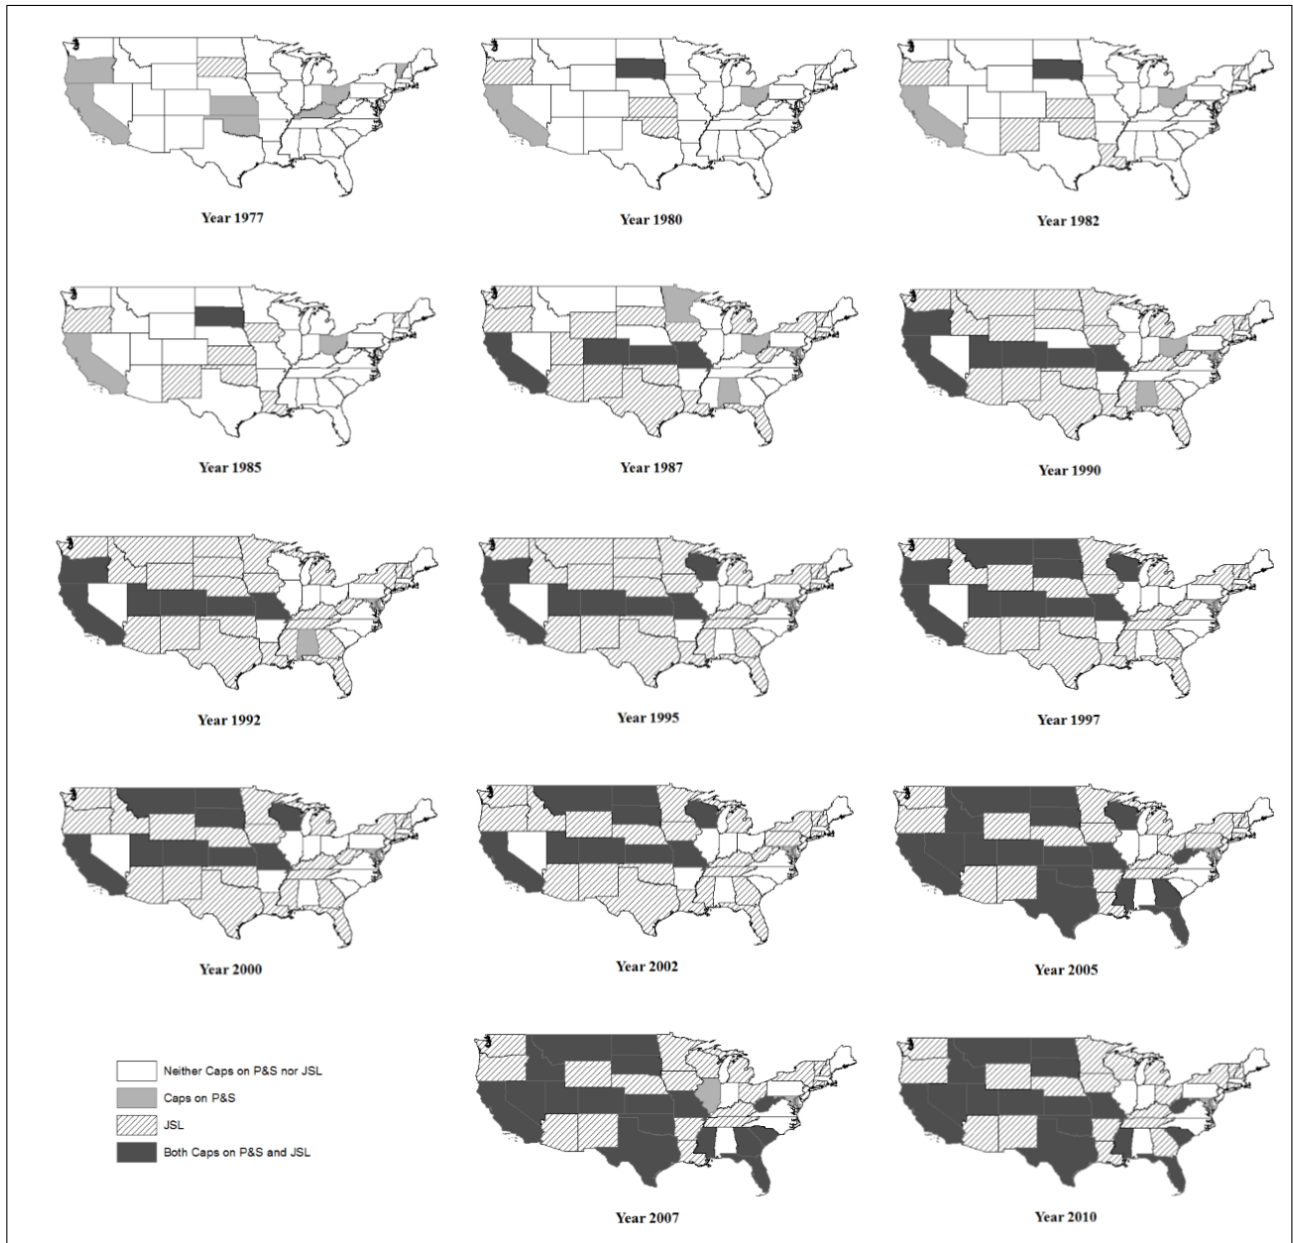 Year 1977
Year 1980
Year 1982
Year 1985
Year 1987
Year 1990
Year 1992
Year 1995
Year 1997
Year 2000
Year 2002
Year 2005
Neither Caps on P&S nor JSL
Caps on P&S
JSL
Both Caps on P&S and JSL
Year 2007
Year 2010